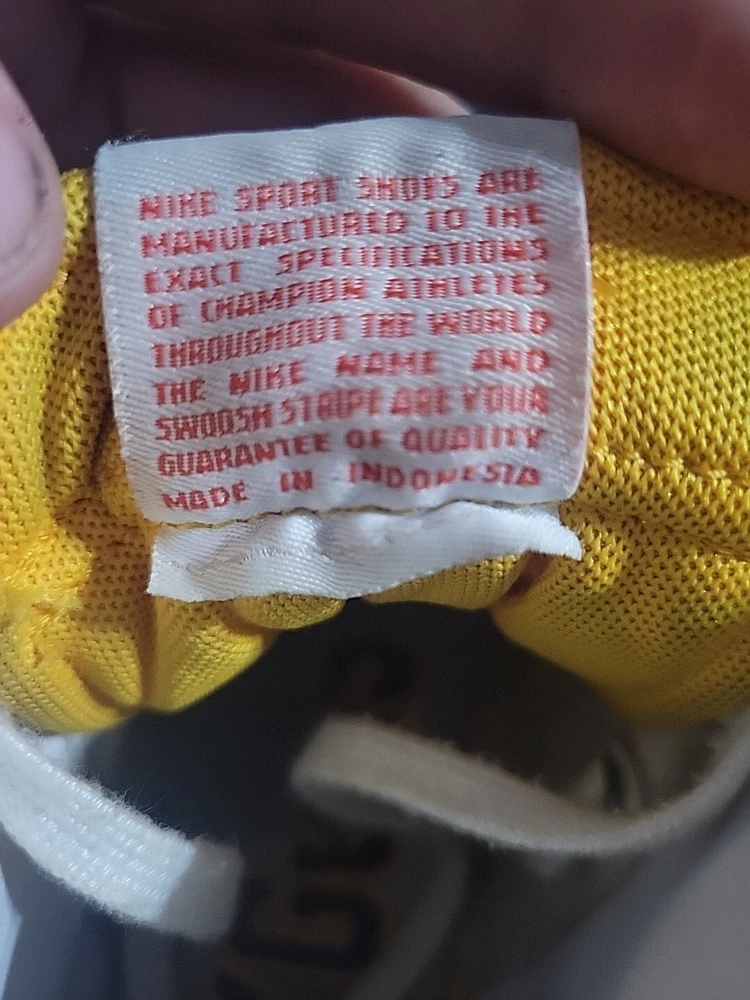 NIKE SPORT SHOES ARE
MANUFACTURED TO THE
EXACT SPECIFICATIONS
OF CHAMPION ATHLETES
THROUGHOUT THE WORLD
THE NIKE NAME AND
SWOOSH STRIPE ARE YOUR
GUARANTEE OF QUALITY
MADE IN INDONESIA